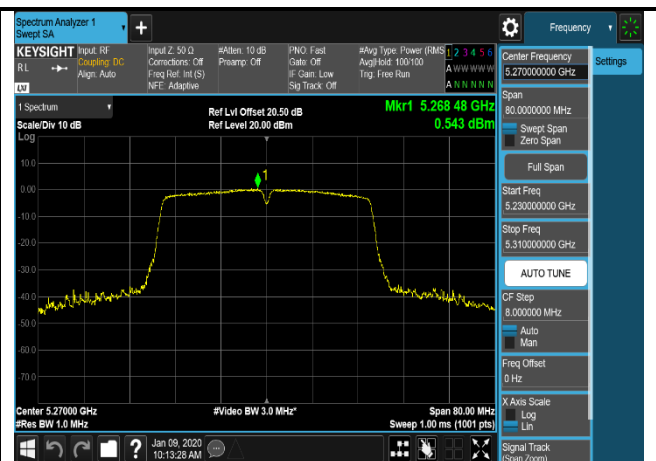 Spectrum Analyzer 1
Swept SA
+
Frequency
KEYSIGHT
RL
LXI
Input: RF
Coupling: DC
Align: Auto
Input Z: 50 Ω
Corrections: Off
Freq Ref: Int (S)
NFE: Adaptive
#Atten: 10 dB
Preamp: Off
PNO: Fast
Gate: Off
IF Gain: Low
Sig Track: Off
#Avg Type: Power (RMS
Avg|Hold: 100/100
Trig: Free Run
1 2 3 4 5 6
A W W W W W
A N N N N N
1 Spectrum
Scale/Div 10 dB
Log
Ref Lvl Offset 20.50 dB
Ref Level 20.00 dBm
Mkr1 5.268 48 GHz
0.543 dBm
1
10.0
0.00
-10.0
-20.0
-30.0
-40.0
-50.0
-60.0
-70.0
Center 5.27000 GHz
#Res BW 1.0 MHz
#Video BW 3.0 MHz*
Span 80.00 MHz
Sweep 1.00 ms (1001 pts)
?
Jan 09, 2020
10:13:28 AM
Settings
Center Frequency
5.270000000 GHz
Span
80.0000000 MHz
Swept Span
Zero Span
Full Span
Start Freq
5.230000000 GHz
Stop Freq
5.310000000 GHz
AUTO TUNE
CF Step
8.000000 MHz
Auto
Man
Freq Offset
0 Hz
X Axis Scale
Log
Lin
Signal Track
(Span Zoom)